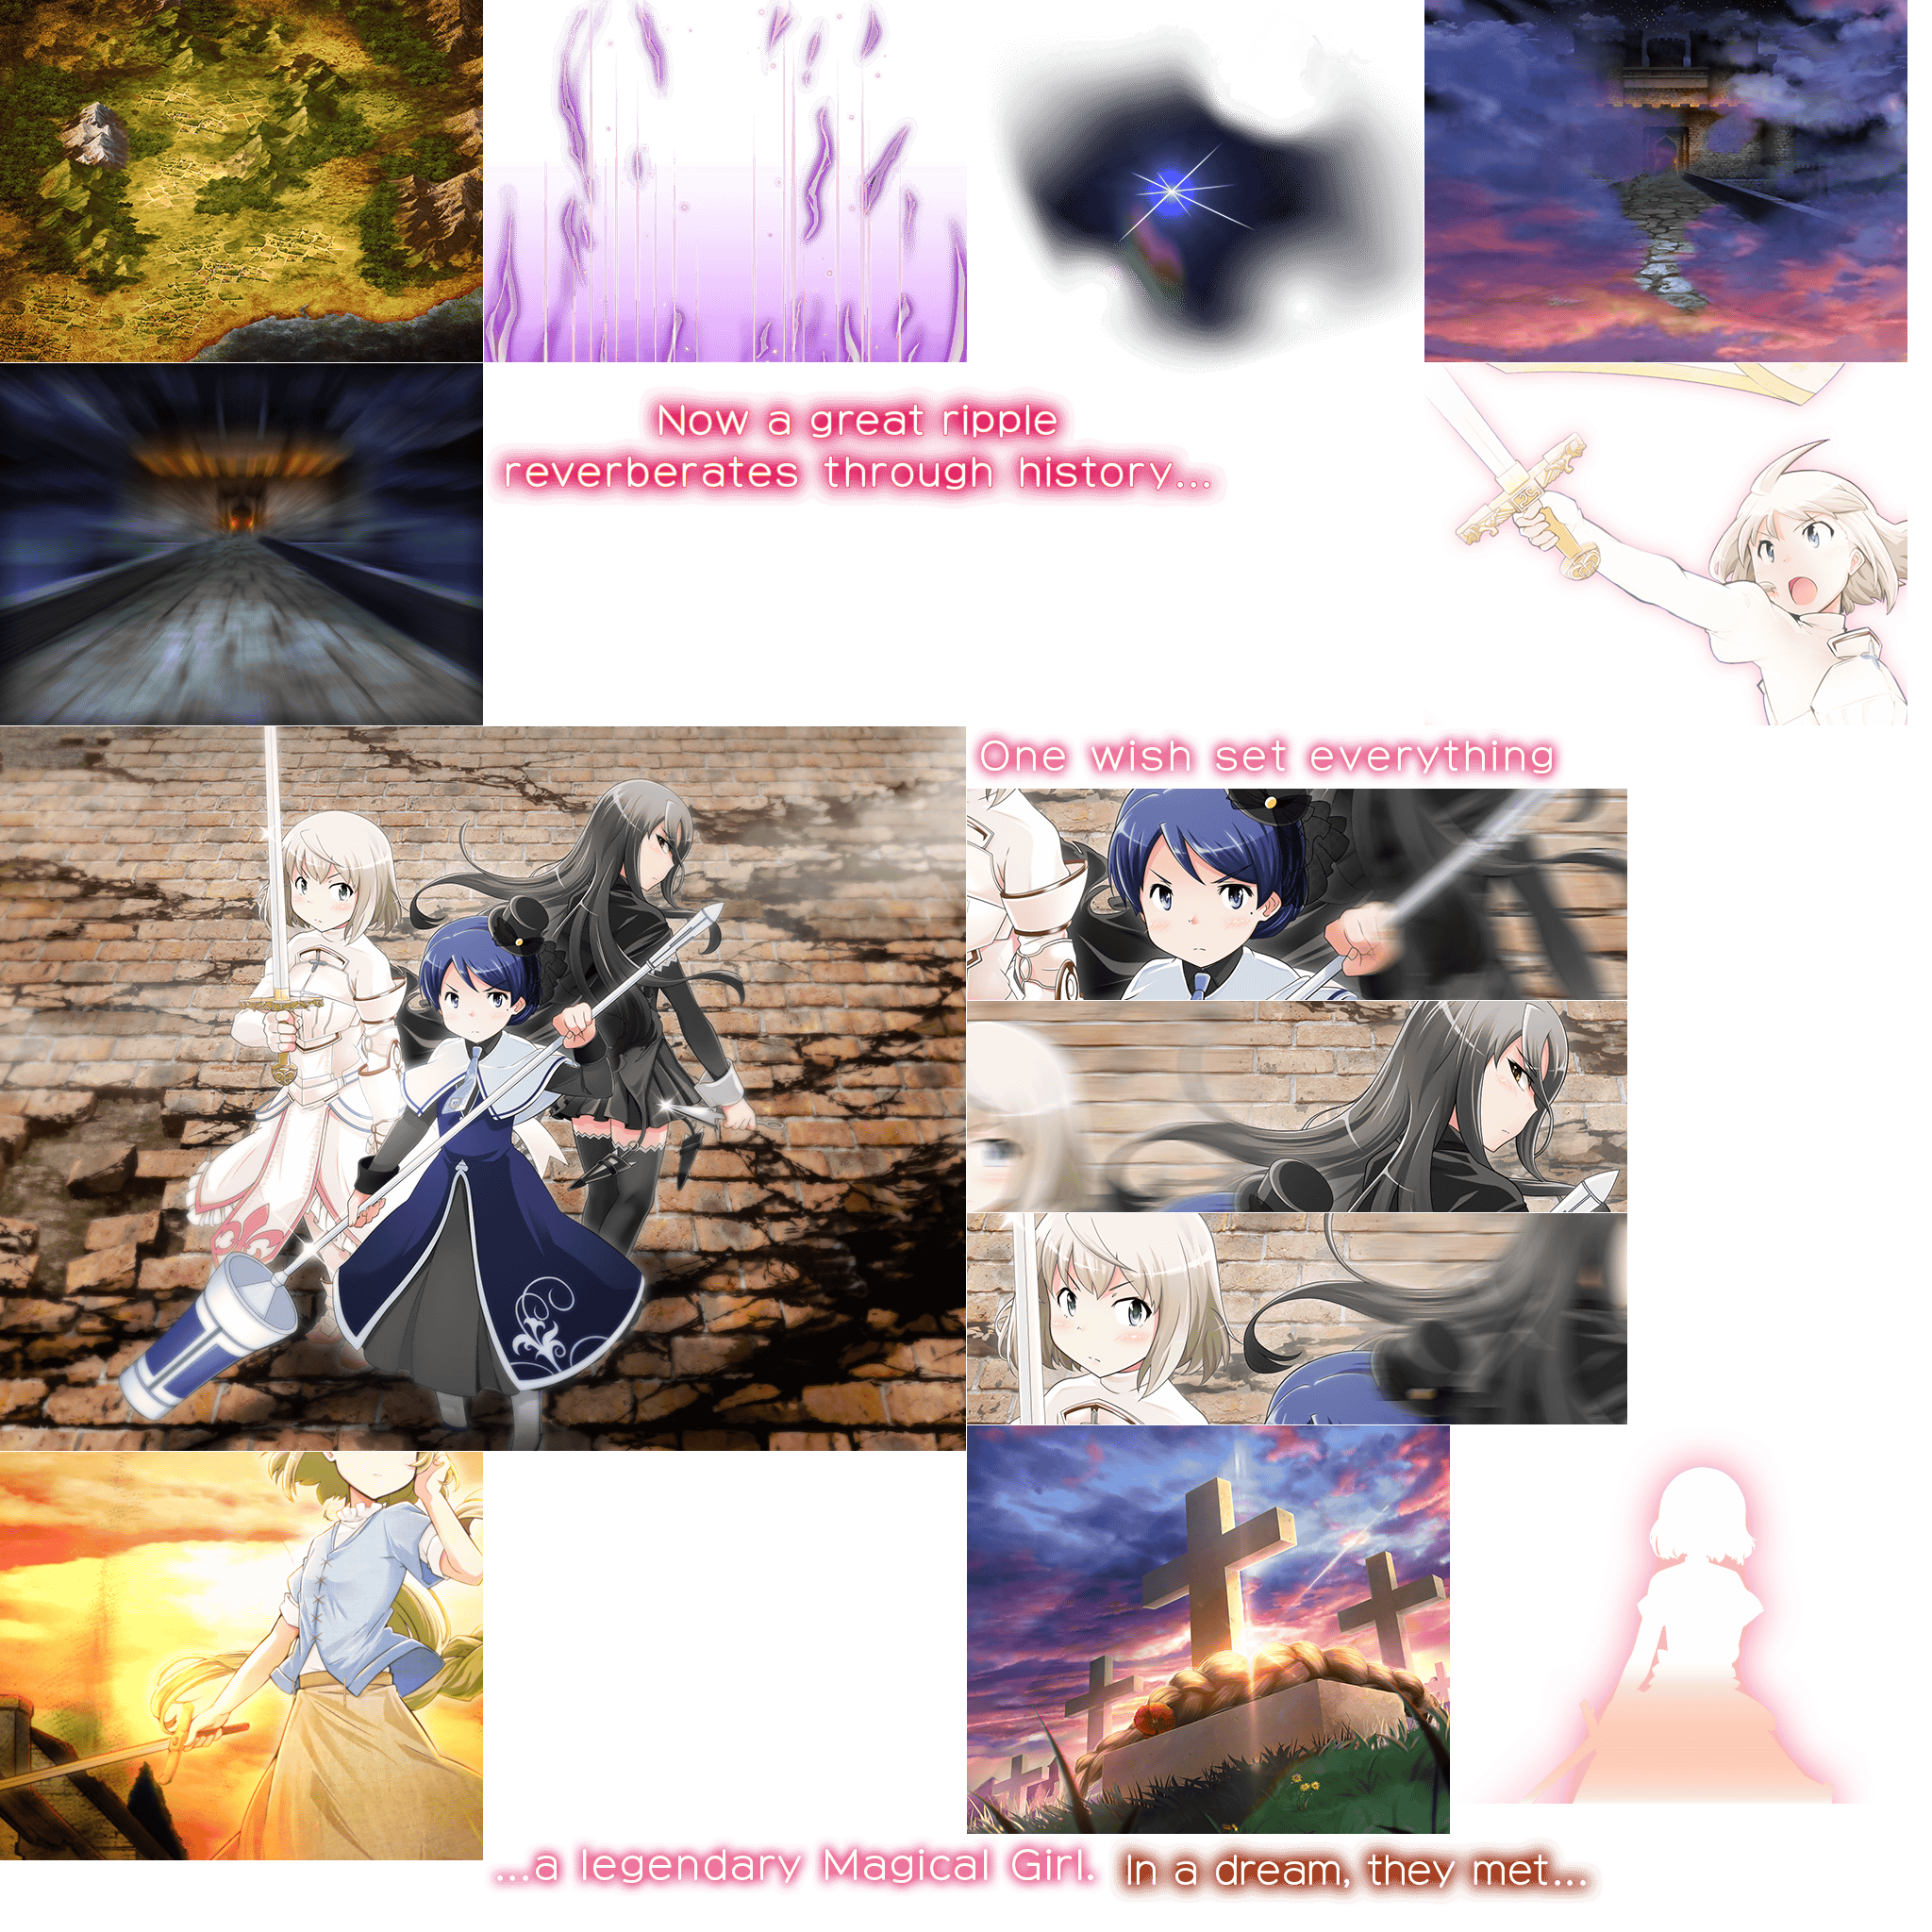 Now a great ripple
reverberates through history...
One wish set everything
...a legendary Magical Girl.
In a dream, they met...